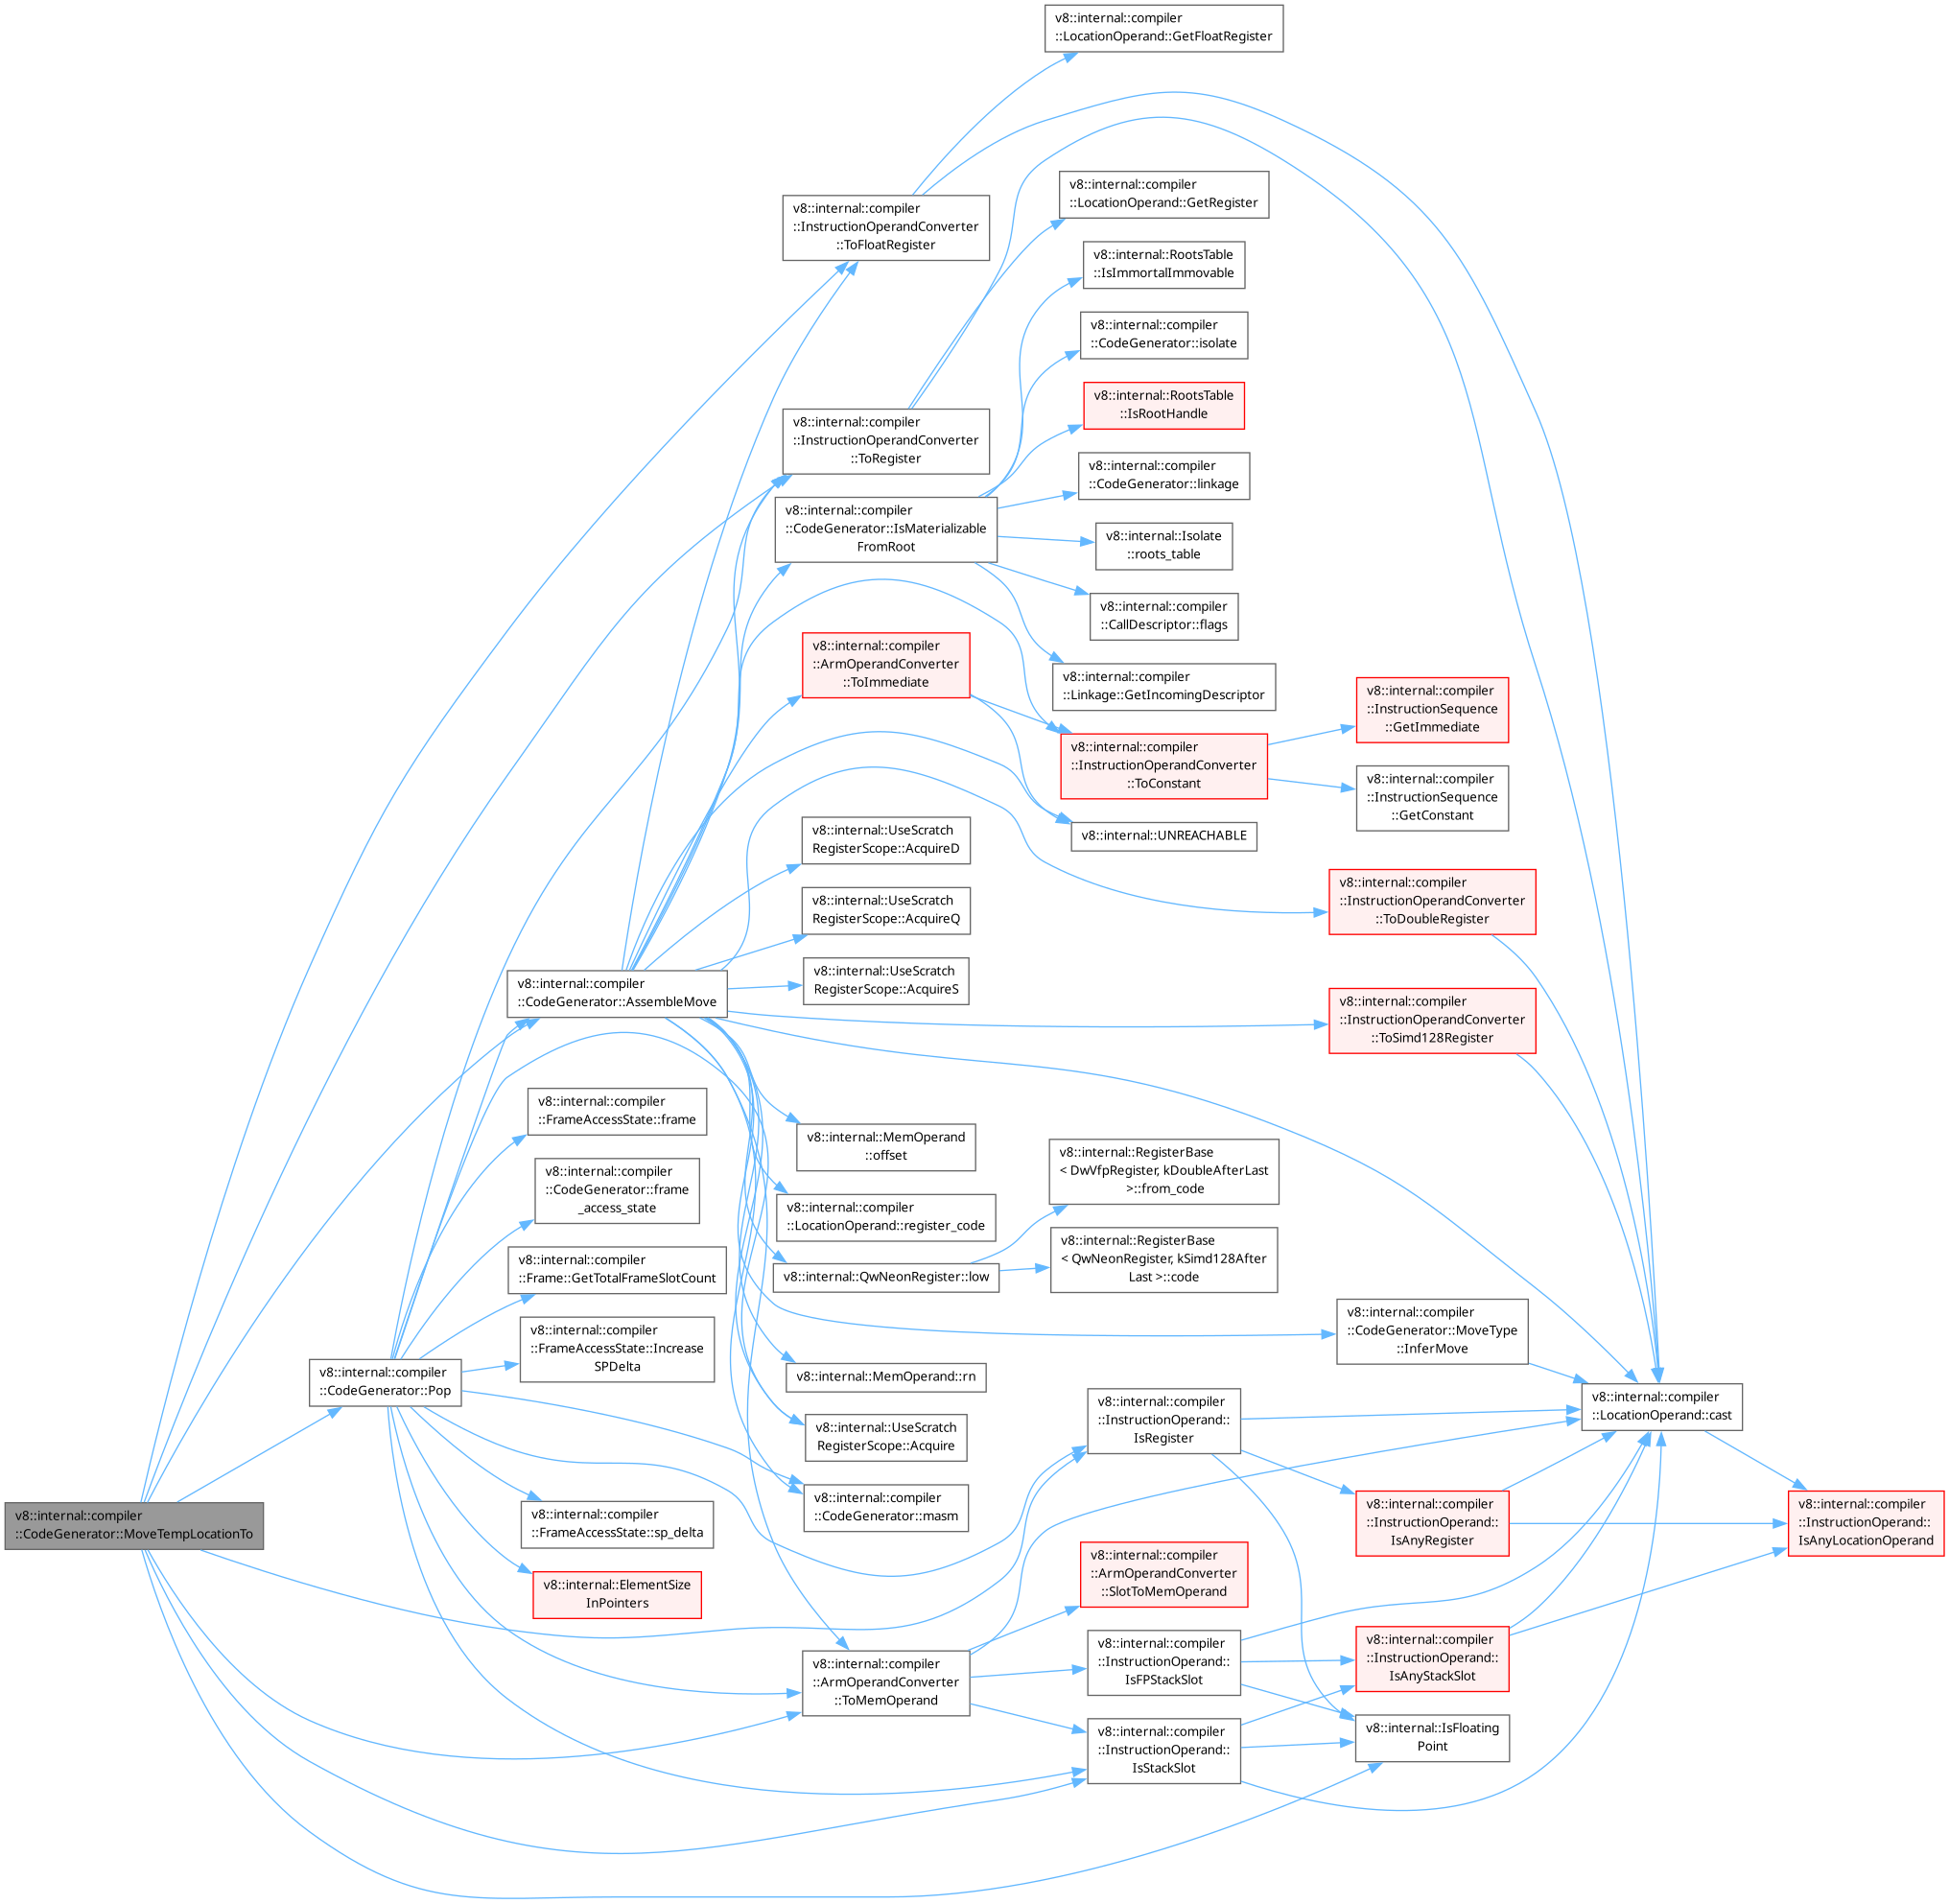 v8::internal::compiler
::LocationOperand::GetFloatRegister
v8::internal::compiler
::InstructionOperandConverter
::ToFloatRegister
v8::internal::compiler
::LocationOperand::GetRegister
v8::internal::RootsTable
::IsImmortalImmovable
v8::internal::compiler
::CodeGenerator::isolate
v8::internal::RootsTable
::IsRootHandle
v8::internal::compiler
::InstructionOperandConverter
::ToRegister
v8::internal::compiler
::CodeGenerator::linkage
v8::internal::compiler
::CodeGenerator::IsMaterializable
FromRoot
v8::internal::Isolate
::roots_table
v8::internal::compiler
::CallDescriptor::flags
v8::internal::compiler
::ArmOperandConverter
::ToImmediate
v8::internal::compiler
::Linkage::GetIncomingDescriptor
v8::internal::compiler
::InstructionSequence
::GetImmediate
v8::internal::compiler
::InstructionOperandConverter
::ToConstant
v8::internal::compiler
::InstructionSequence
::GetConstant
v8::internal::UNREACHABLE
v8::internal::UseScratch
RegisterScope::AcquireD
v8::internal::UseScratch
RegisterScope::AcquireQ
v8::internal::compiler
::InstructionOperandConverter
::ToDoubleRegister
v8::internal::compiler
::CodeGenerator::AssembleMove
v8::internal::UseScratch
RegisterScope::AcquireS
v8::internal::compiler
::InstructionOperandConverter
::ToSimd128Register
v8::internal::compiler
::FrameAccessState::frame
v8::internal::MemOperand
::offset
v8::internal::RegisterBase
< DwVfpRegister, kDoubleAfterLast
>::from_code
v8::internal::compiler
::CodeGenerator::frame
_access_state
v8::internal::compiler
::LocationOperand::register_code
v8::internal::compiler
::Frame::GetTotalFrameSlotCount
v8::internal::QwNeonRegister::low
v8::internal::RegisterBase
< QwNeonRegister, kSimd128After
Last >::code
v8::internal::compiler
::FrameAccessState::Increase
SPDelta
v8::internal::compiler
::CodeGenerator::MoveType
::InferMove
v8::internal::compiler
::CodeGenerator::Pop
v8::internal::MemOperand::rn
v8::internal::compiler
::LocationOperand::cast
v8::internal::compiler
::InstructionOperand::
IsRegister
v8::internal::UseScratch
RegisterScope::Acquire
v8::internal::compiler
::CodeGenerator::MoveTempLocationTo
v8::internal::compiler
::FrameAccessState::sp_delta
v8::internal::compiler
::CodeGenerator::masm
v8::internal::compiler
::InstructionOperand::
IsAnyRegister
v8::internal::compiler
::InstructionOperand::
IsAnyLocationOperand
v8::internal::ElementSize
InPointers
v8::internal::compiler
::ArmOperandConverter
::SlotToMemOperand
v8::internal::compiler
::ArmOperandConverter
::ToMemOperand
v8::internal::compiler
::InstructionOperand::
IsFPStackSlot
v8::internal::compiler
::InstructionOperand::
IsAnyStackSlot
v8::internal::compiler
::InstructionOperand::
IsStackSlot
v8::internal::IsFloating
Point